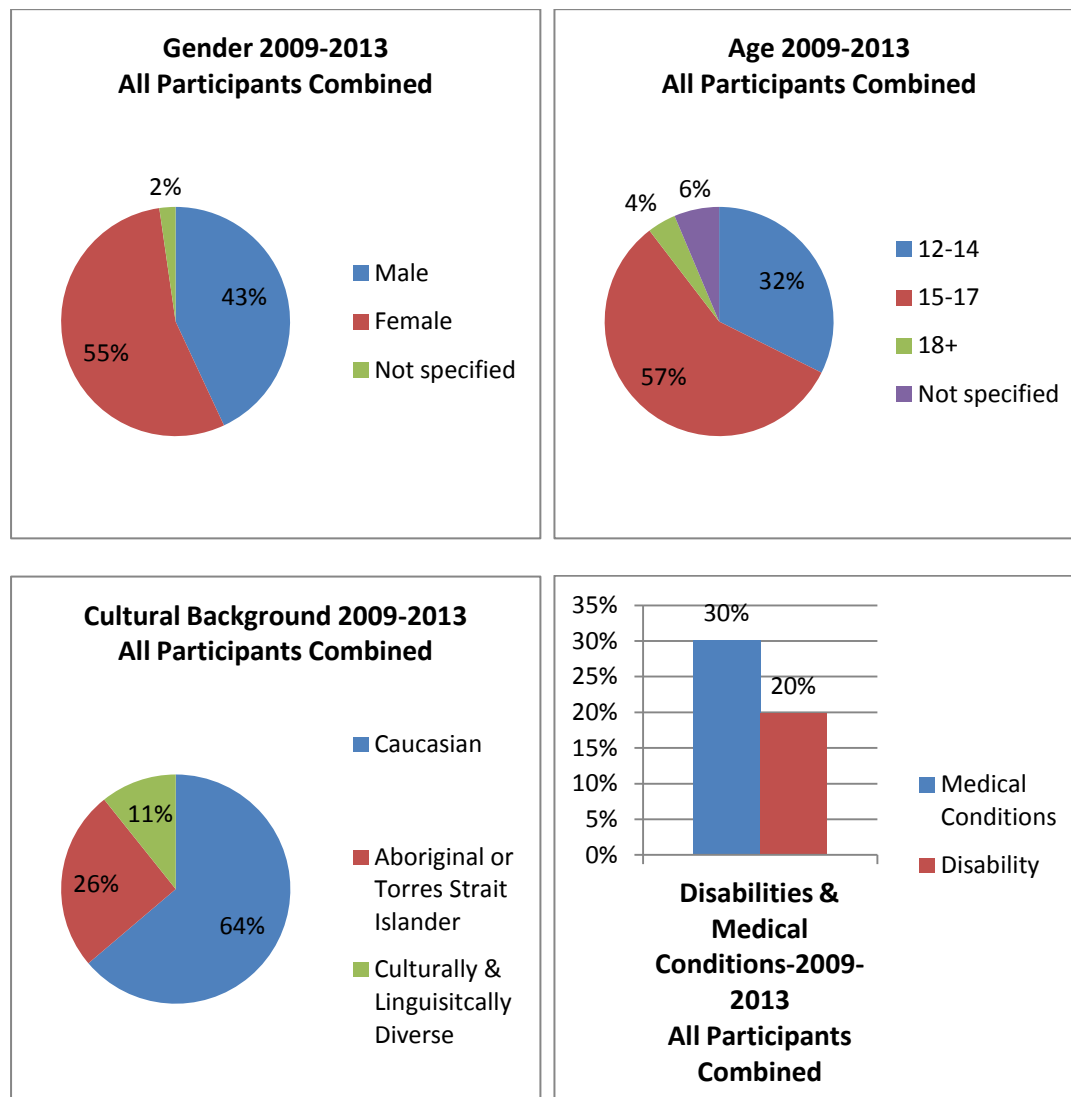 Gender 2009-2013
All Participants Combined
2%
43%
55%
Male
Female
Not specified
Age 2009-2013
All Participants Combined
4%
6%
32%
57%
12-14
15-17
18+
Not specified
Cultural Background 2009-2013
All Participants Combined
11%
26%
64%
Caucasian
Aboriginal or
Torres Strait
Islander
Culturally &
Linguisitcally
Diverse
35%
30%
25%
20%
15%
10%
5%
0%
30%
20%
Medical
Conditions
Disability
Disabilities &
Medical
Conditions-2009-
2013
All Participants
Combined